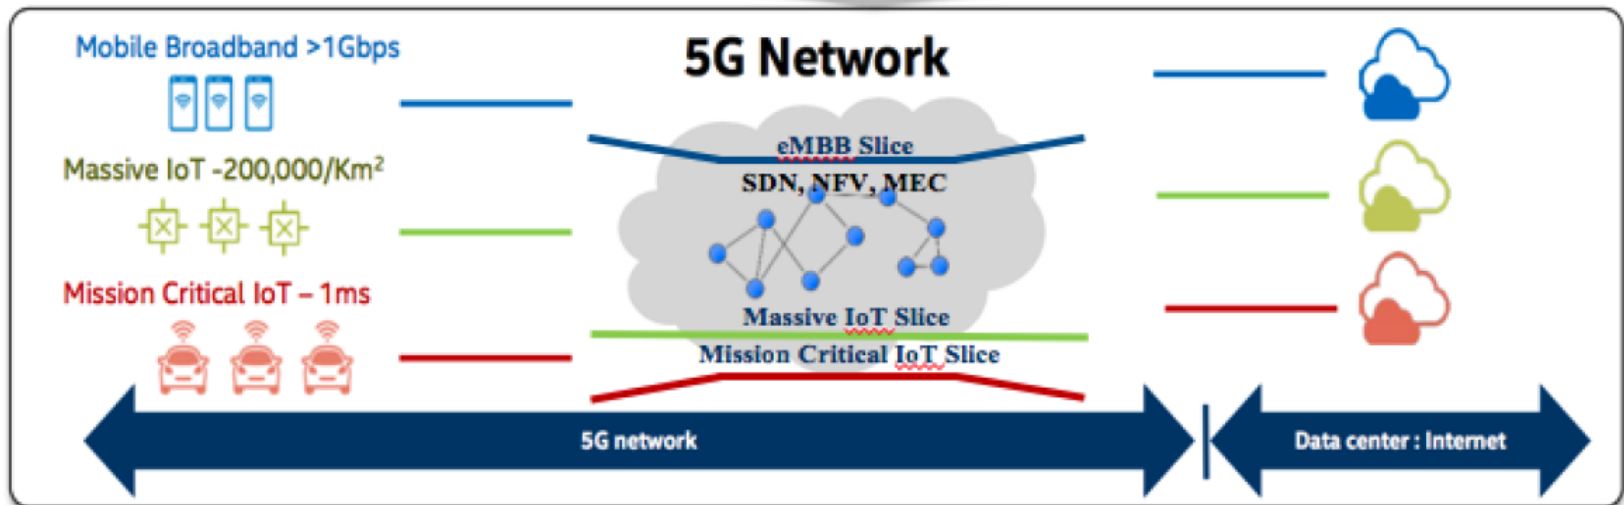 Mobile Broadband >1Gbps
5G Network
Massive IoT -200,000/Km²
Mission Critical IoT – 1ms
eMBB Slice
SDN, NFV, MEC
Massive IoT Slice
Mission Critical IoT Slice
5G network
Data center : Internet